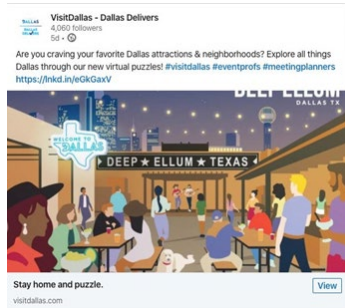 DALLAS
VisitDallas - Dallas Delivers
4,060 followers
5d •
Are you craving your favorite Dallas attractions & neighborhoods? Explore all things
Dallas through our new virtual puzzles! #visitdallas #eventprofs #meetingplanners
https://lnkd.in/eGkGaxV
DEEP ELLUM
DALLAS TX
WELCOME TO
DALLAS
DEEP ★ ELLUM ★ TEXAS
Stay home and puzzle.
View
visitdallas.com